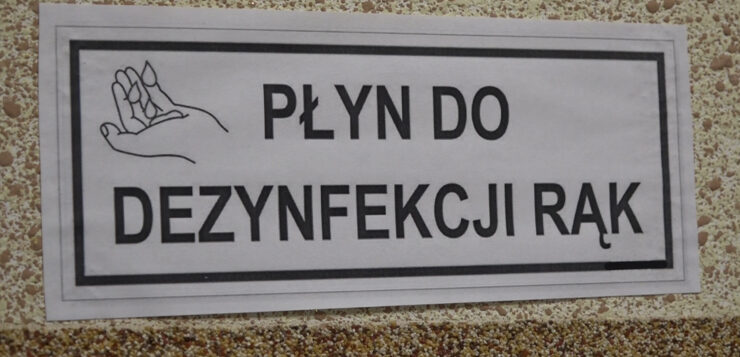 PŁYN DO
DEZYNFEKCJI RĄK